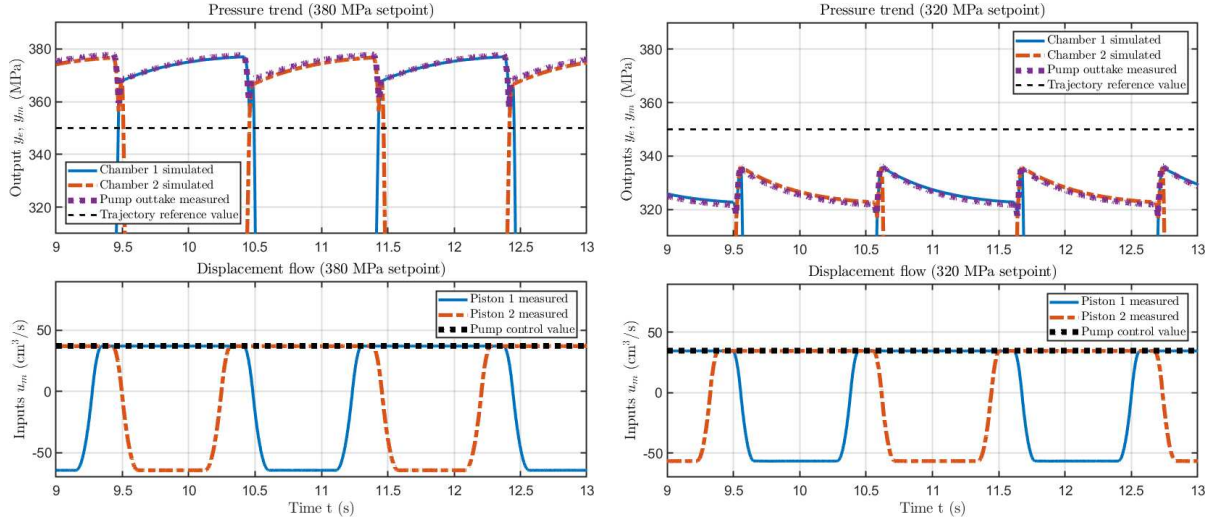 Pressure trend (380 MPa setpoint)
Output y_e, y_m (MPa)
380
360
340
320
Chamber 1 simulated
Chamber 2 simulated
Pump outtake measured
Trajectory reference value
9 9.5 10 10.5 11 11.5 12 12.5 13
Pressure trend (320 MPa setpoint)
Outputs y_e, y_m (MPa)
380
360
340
320
Chamber 1 simulated
Chamber 2 simulated
Pump outtake measured
Trajectory reference value
9 9.5 10 10.5 11 11.5 12 12.5 13
Displacement flow (380 MPa setpoint)
Inputs u_m (cm³/s)
50
0
-50
Piston 1 measured
Piston 2 measured
Pump control value
9 9.5 10 10.5 11 11.5 12 12.5 13
Time t (s)
Displacement flow (320 MPa setpoint)
Inputs u_m (cm³/s)
50
0
-50
Piston 1 measured
Piston 2 measured
Pump control value
9 9.5 10 10.5 11 11.5 12 12.5 13
Time t (s)